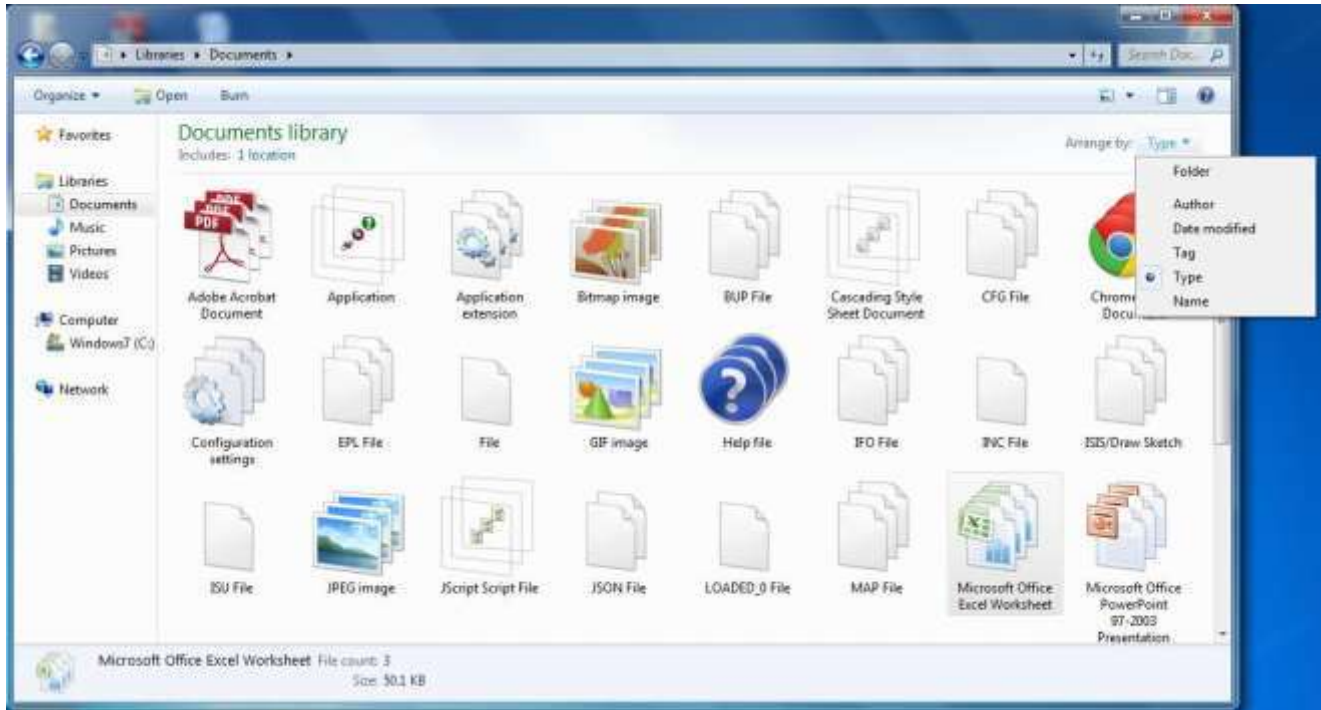 Libraries ▸ Documents ▸
Search Doc...
Organize Open Burn
Favorites
Libraries
Documents
Music
Pictures
Videos
Computer
Windows7 (C:)
Network
Documents library
Includes: 1 location
Arrange by: Type
Folder
Author
Date modified
Tag
Type
Name
Adobe Acrobat
Document
Application
Application
extension
Bitmap image
BUP File
Cascading Style
Sheet Document
CFG File
Chrome
Configuration
settings
EPL File
File
GIF image
Help file
IFO File
INC File
ISIS/Draw Sketch
ISU File
JPEG image
JScript Script File
JSON File
LOADED_0 File
MAP File
Microsoft Office
Excel Worksheet
Microsoft Office
PowerPoint
97-2003
Presentation
PDF
PDF
PDF
Microsoft Office Excel Worksheet File count: 3
Size: 50.1 KB